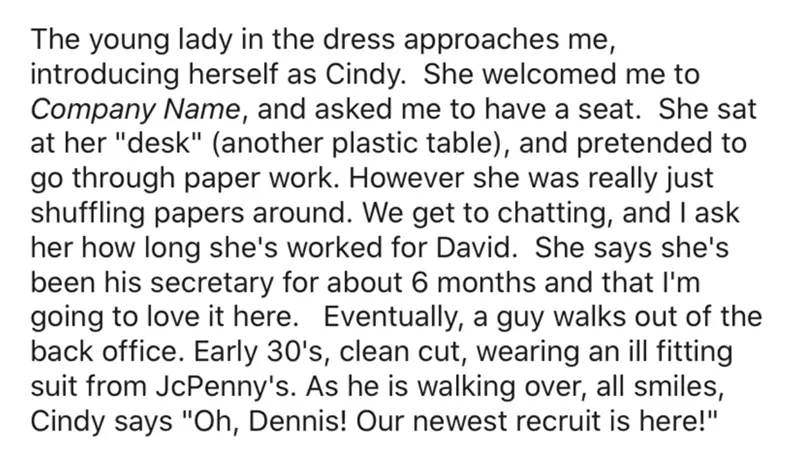 The young lady in the dress approaches me,
introducing herself as Cindy.  She welcomed me to
Company Name, and asked me to have a seat.  She sat
at her "desk" (another plastic table), and pretended to
go through paper work. However she was really just
shuffling papers around. We get to chatting, and I ask
her how long she's worked for David.  She says she's
been his secretary for about 6 months and that I'm
going to love it here.   Eventually, a guy walks out of the
back office. Early 30's, clean cut, wearing an ill fitting
suit from JcPenny's. As he is walking over, all smiles,
Cindy says "Oh, Dennis! Our newest recruit is here!"